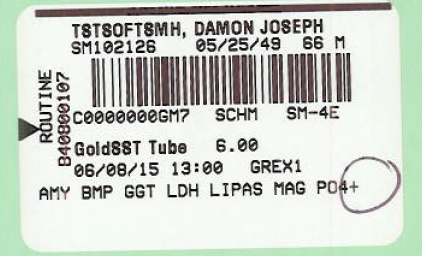 TSTSOFTSMH, DAMON JOSEPH
SM102126 05/25/49 66 M
ROUTINE
B40800107
C0000000GM7 SCHM SM-4E
GoldSST Tube 6.00
06/08/15 13:00 GREX1
AMY BMP GGT LDH LIPAS MAG PO4+